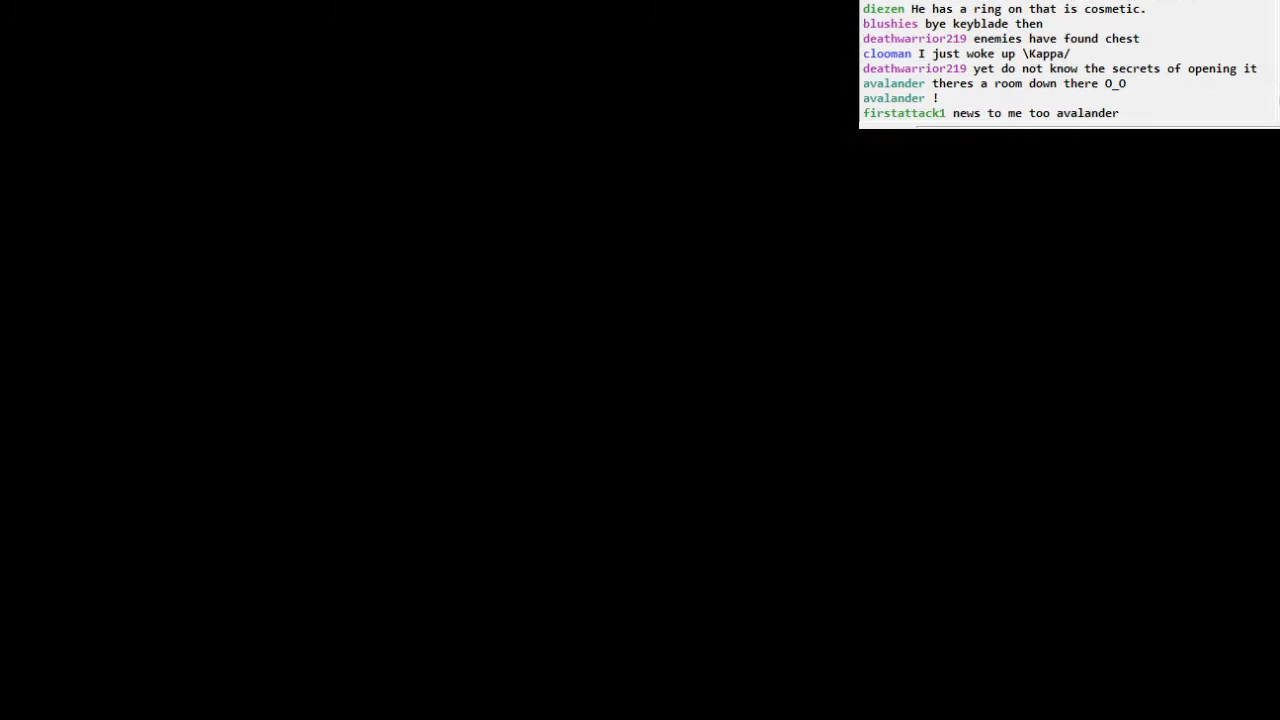 diezen He has a ring on that is cosmetic.
blushies bye keyblade then
deathwarrior219 enemies have found chest
clooman I just woke up \Kappa/
deathwarrior219 yet do not know the secrets of opening it
avalander theres a room down there O_O
avalander !
firstattack1 news to me too avalander